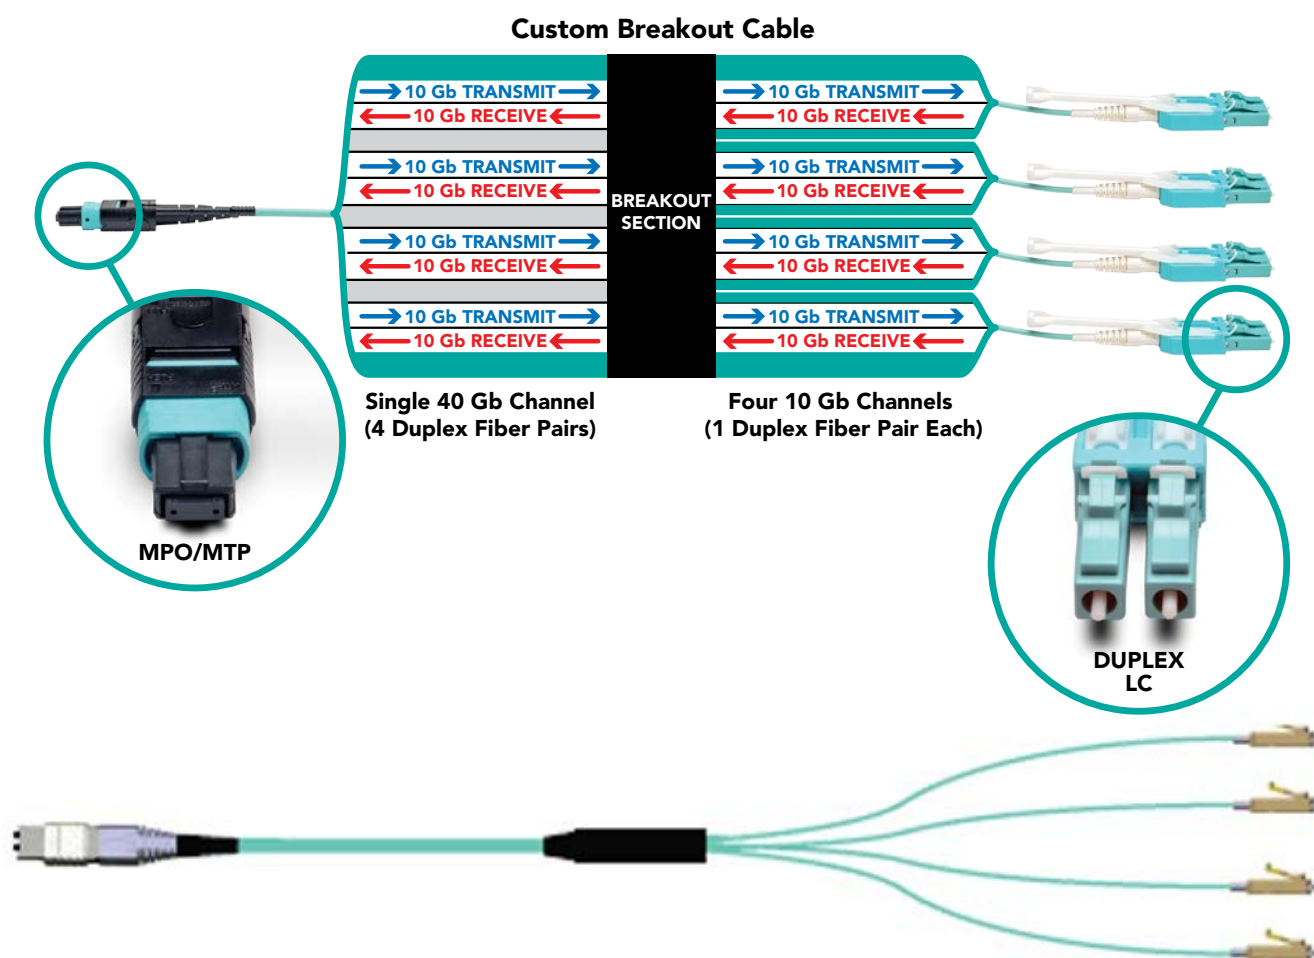 Custom Breakout Cable
10 Gb TRANSMIT
10 Gb RECEIVE
10 Gb TRANSMIT
10 Gb RECEIVE
10 Gb TRANSMIT
10 Gb RECEIVE
10 Gb TRANSMIT
10 Gb RECEIVE
BREAKOUT
SECTION
10 Gb TRANSMIT
10 Gb RECEIVE
10 Gb TRANSMIT
10 Gb RECEIVE
10 Gb TRANSMIT
10 Gb RECEIVE
10 Gb TRANSMIT
10 Gb RECEIVE
Single 40 Gb Channel
(4 Duplex Fiber Pairs)
Four 10 Gb Channels
(1 Duplex Fiber Pair Each)
MPO/MTP
DUPLEX
LC